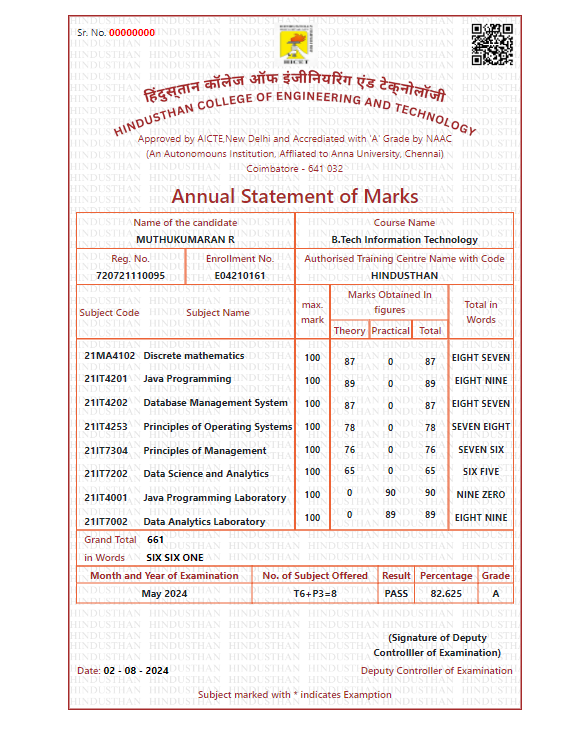 Sr. No. 00000000
हिंदुस्तान कॉलेज ऑफ इंजीनियरिंग एंड टेक्नोलॉजी
HINDUSTHAN COLLEGE OF ENGINEERING AND TECHNOLOGY
Approved by AICTE,New Delhi and Accrediated with 'A' Grade by NAAC
(An Autonomouns Institution, Affliated to Anna University, Chennai)
Coimbatore - 641 032
Annual Statement of Marks
Name of the candidate Course Name
MUTHUKUMARAN R B.Tech Information Technology
Reg. No. Enrollment No. Authorised Training Centre Name with Code
720721110095 E04210161 HINDUSTHAN
Subject Code Subject Name max. mark Marks Obtained In figures Total in Words
Theory Practical Total
21MA4102 Discrete mathematics 100 87 0 87 EIGHT SEVEN
21IT4201 Java Programming 100 89 0 89 EIGHT NINE
21IT4202 Database Management System 100 87 0 87 EIGHT SEVEN
21IT4253 Principles of Operating Systems 100 78 0 78 SEVEN EIGHT
21IT7304 Principles of Management 100 76 0 76 SEVEN SIX
21IT7202 Data Science and Analytics 100 65 0 65 SIX FIVE
21IT4001 Java Programming Laboratory 100 0 90 90 NINE ZERO
21IT7002 Data Analytics Laboratory 100 0 89 89 EIGHT NINE
Grand Total 661
in Words SIX SIX ONE
Month and Year of Examination No. of Subject Offered Result Percentage Grade
May 2024 T6+P3=8 PASS 82.625 A
(Signature of Deputy
Controlller of Examination)
Date: 02 - 08 - 2024 Deputy Controller of Examination
Subject marked with * indicates Examption